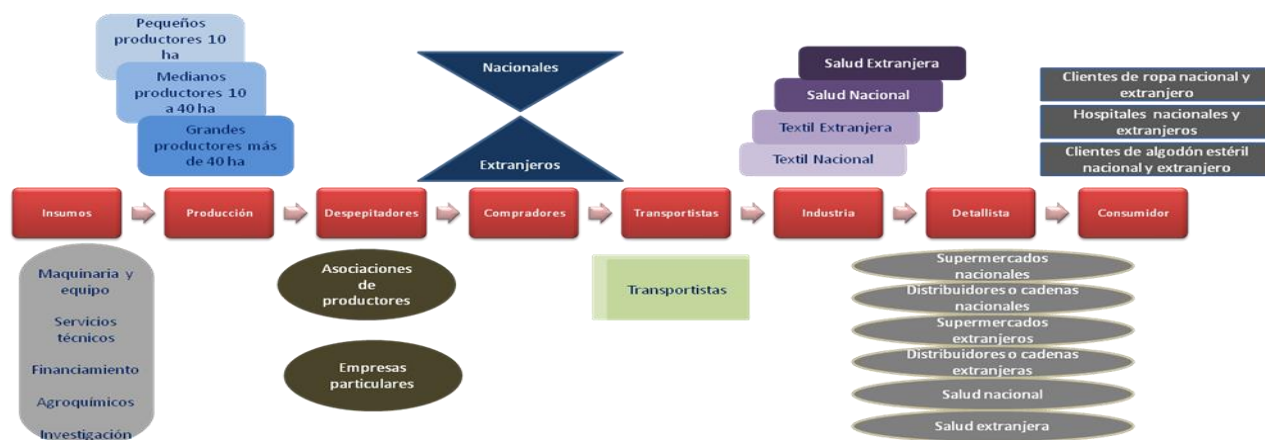 Pequeños
productores 10
ha
Medianos
productores 10
a 40 ha
Grandes
productores más
de 40 ha
Nacionales
Extranjeros
Salud Extranjera
Salud Nacional
Textil Extranjera
Textil Nacional
Clientes de ropa nacional y
extranjero
Hospitales nacionales y
extranjeros
Clientes de algodón estéril
nacional y extranjero
Insumos
Producción
Despepitadores
Compradores
Transportistas
Industria
Detallista
Consumidor
Maquinaria y
equipo
Servicios
técnicos
Financiamiento
Agroquímicos
Investigación
Asociaciones
de
productores
Empresas
particulares
Transportistas
Supermercados
nacionales
Distribuidores o cadenas
nacionales
Supermercados
extranjeros
Distribuidores o cadenas
extranjeras
Salud nacional
Salud extranjera